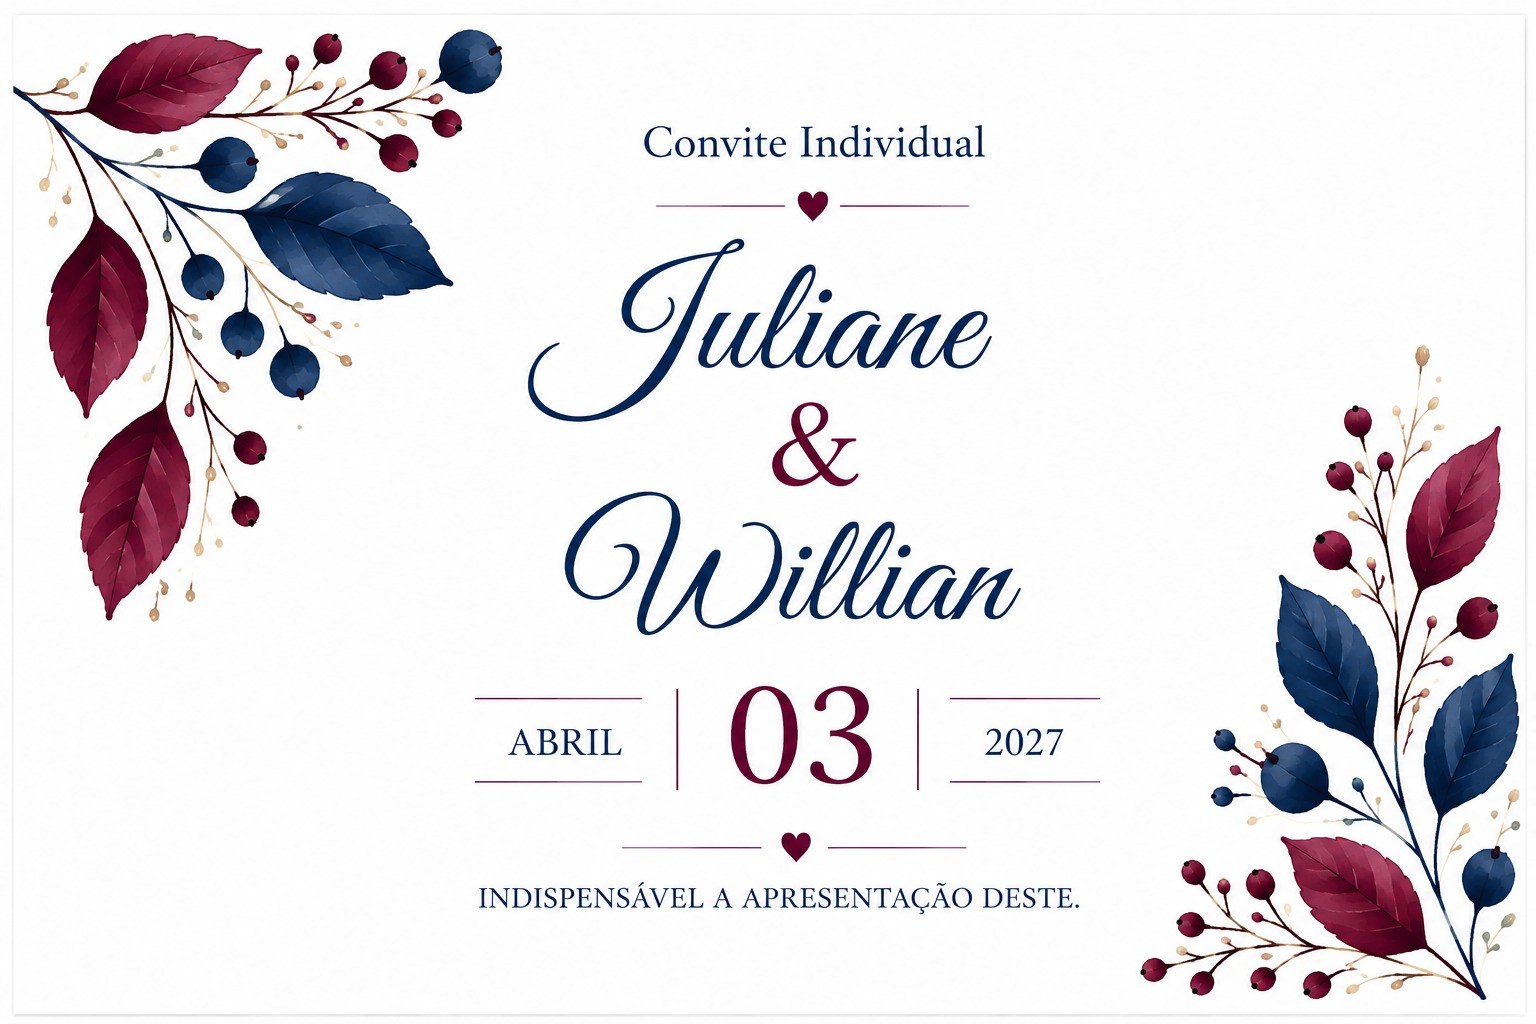 Convite Individual
Juliane
&
Willian
ABRIL 03 2027
INDISPENSÁVEL A APRESENTAÇÃO DESTE.